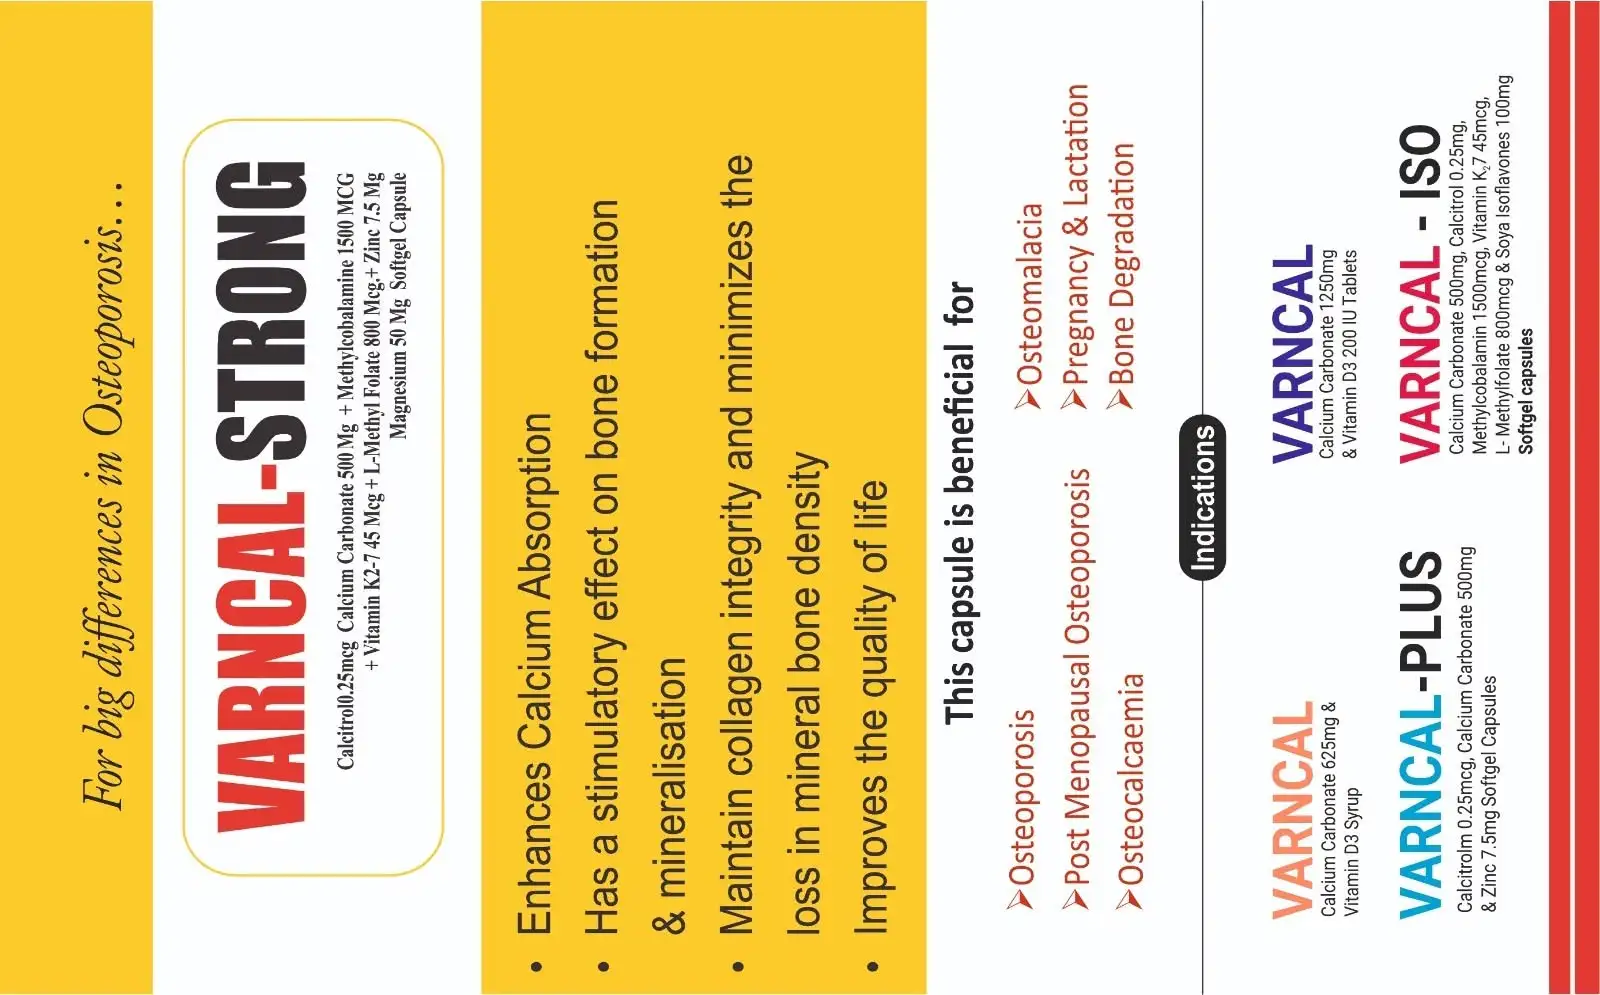 For big differences in Osteoporosis...
VARNCAL-STRONG
Calcitrol0.25mcg Calcium Carbonate 500 Mg + Methylcobalamine 1500 MCG
+ Vitamin K2-7 45 Mcg + L-Methyl Folate 800 Mcg,+ Zinc 7.5 Mg
Magnesium 50 Mg Softgel Capsule
• Enhances Calcium Absorption
• Has a stimulatory effect on bone formation
& mineralisation
• Maintain collagen integrity and minimizes the
loss in mineral bone density
• Improves the quality of life
This capsule is beneficial for
➢Osteoporosis
➢Osteomalacia
➢Post Menopausal Osteoporosis
➢Pregnancy & Lactation
➢Osteocalcaemia
➢Bone Degradation
Indications
VARNCAL
Calcium Carbonate 625mg &
Vitamin D3 Syrup
VARNCAL
Calcium Carbonate 1250mg
& Vitamin D3 200 IU Tablets
VARNCAL-PLUS
Calcitrolm 0.25mcg, Calcium Carbonate 500mg
& Zinc 7.5mg Softgel Capsules
VARNCAL - ISO
Calcium Carbonate 500mg, Calcitrol 0.25mg,
Methylcobalamin 1500mcg, Vitamin K₂7 45mcg,
L- Methylfolate 800mcg & Soya Isoflavones 100mg
Softgel capsules